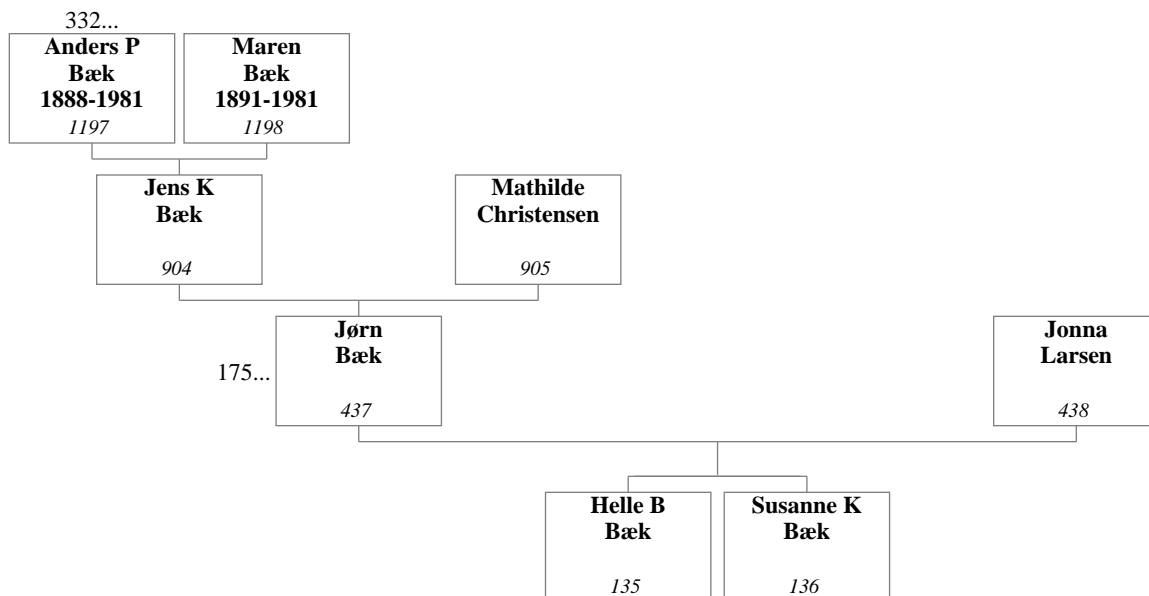 332...
Anders P
Bæk
1888-1981
1197
Maren
Bæk
1891-1981
1198
Jens K
Bæk
904
Mathilde
Christensen
905
Jørn
Bæk
437
175...
Jonna
Larsen
438
Helle B
Bæk
135
Susanne K
Bæk
136